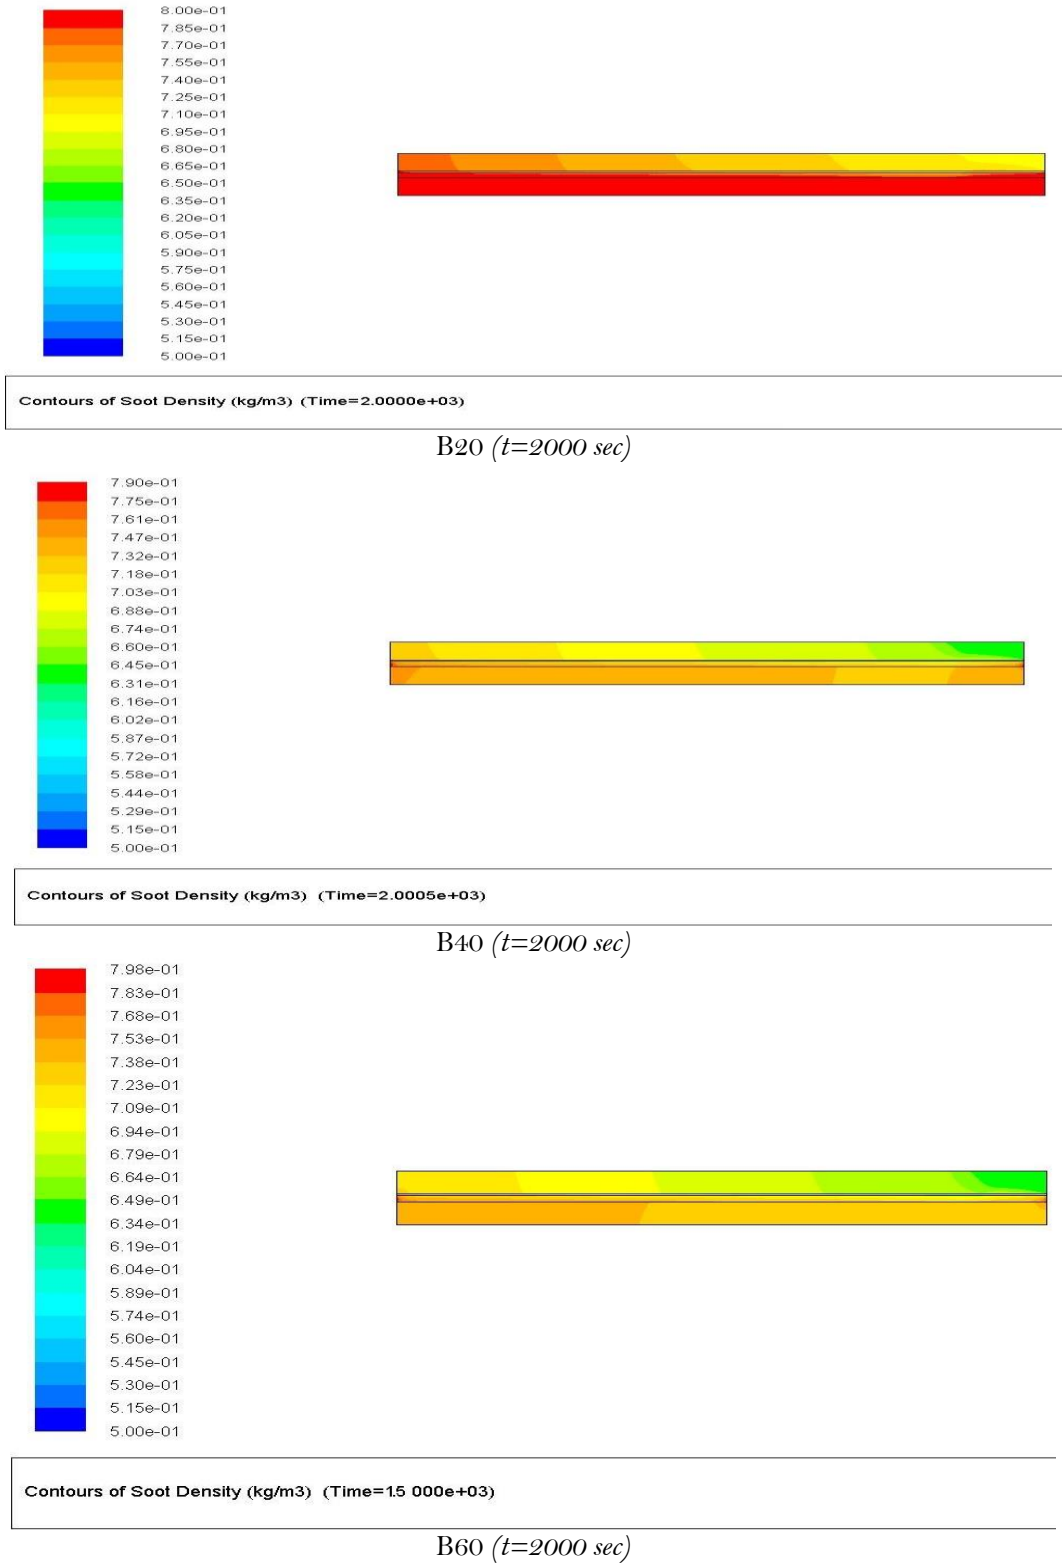 8.00e-01
7.85e-01
7.70e-01
7.55e-01
7.40e-01
7.25e-01
7.10e-01
6.95e-01
6.80e-01
6.65e-01
6.50e-01
6.35e-01
6.20e-01
6.05e-01
5.90e-01
5.75e-01
5.60e-01
5.45e-01
5.30e-01
5.15e-01
5.00e-01
Contours of Soot Density (kg/m3) (Time=2.0000e+03)
B20 (t=2000 sec)
7.90e-01
7.75e-01
7.61e-01
7.47e-01
7.32e-01
7.18e-01
7.03e-01
6.88e-01
6.74e-01
6.60e-01
6.45e-01
6.31e-01
6.16e-01
6.02e-01
5.87e-01
5.72e-01
5.58e-01
5.44e-01
5.29e-01
5.15e-01
5.00e-01
Contours of Soot Density (kg/m3) (Time=2.0005e+03)
B40 (t=2000 sec)
7.98e-01
7.83e-01
7.68e-01
7.53e-01
7.38e-01
7.23e-01
7.09e-01
6.94e-01
6.79e-01
6.64e-01
6.49e-01
6.34e-01
6.19e-01
6.04e-01
5.89e-01
5.74e-01
5.60e-01
5.45e-01
5.30e-01
5.15e-01
5.00e-01
Contours of Soot Density (kg/m3) (Time=15 000e+03)
B60 (t=2000 sec)